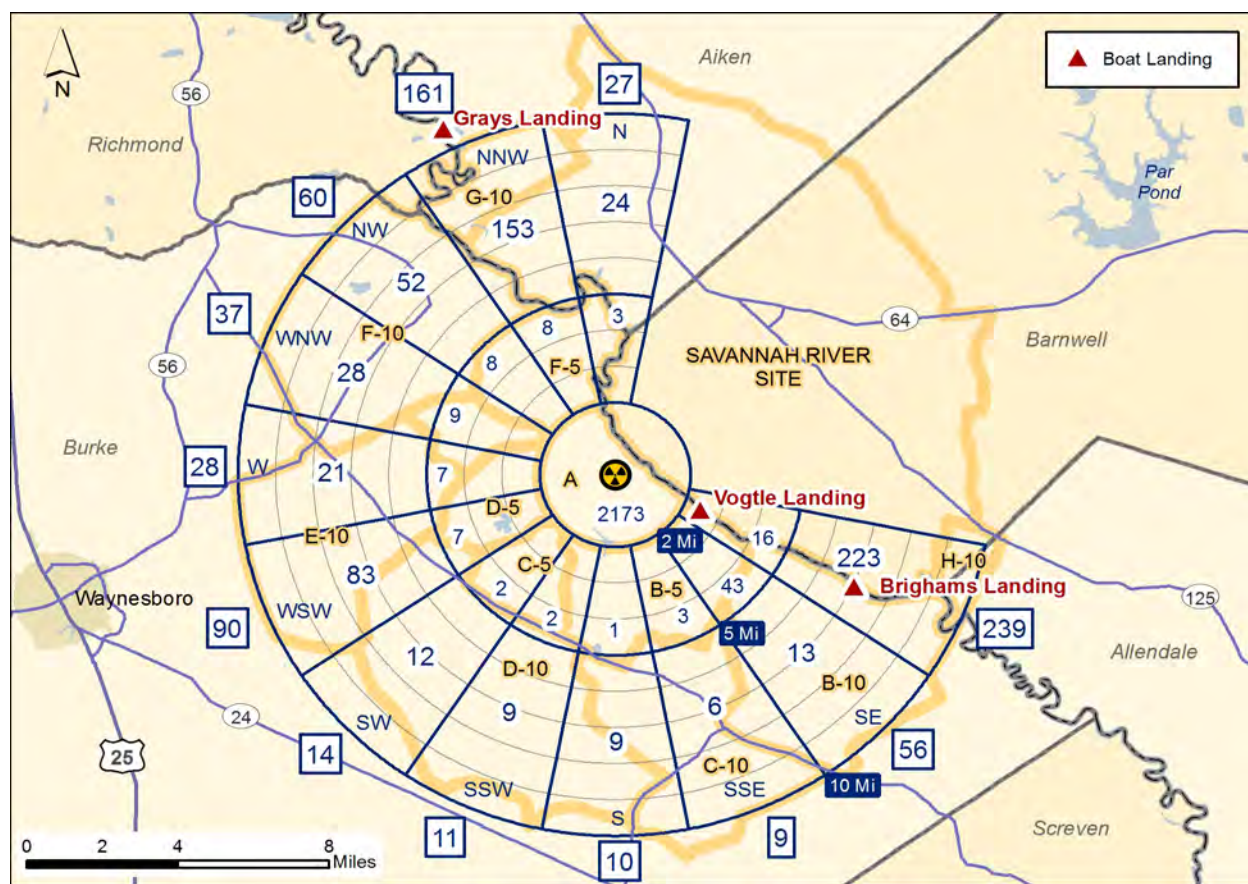 Aiken
Boat Landing
N
56
161
27
Grays Landing
N
Richmond
NNW
Par
Pond
60
G-10
24
NW
153
52
37
3
8
64
WNW
F-10
Barnwell
SAVANNAH RIVER
SITE
56
28
8
F-5
9
Burke
28
W
21
7
A
Vogtle Landing
D-5
2173
E-10
7
2 Mi
16
223
H-10
C-5
83
B-5
43
Brighams Landing
2
Waynesboro
WSW
2
3
125
90
1
5 Mi
239
12
13
Allendale
D-10
B-10
6
24
SW
9
SE
9
25
14
56
C-10
SSW
SSE
10 Mi
S
Screven
11
9
10
0
2
4
8
Miles